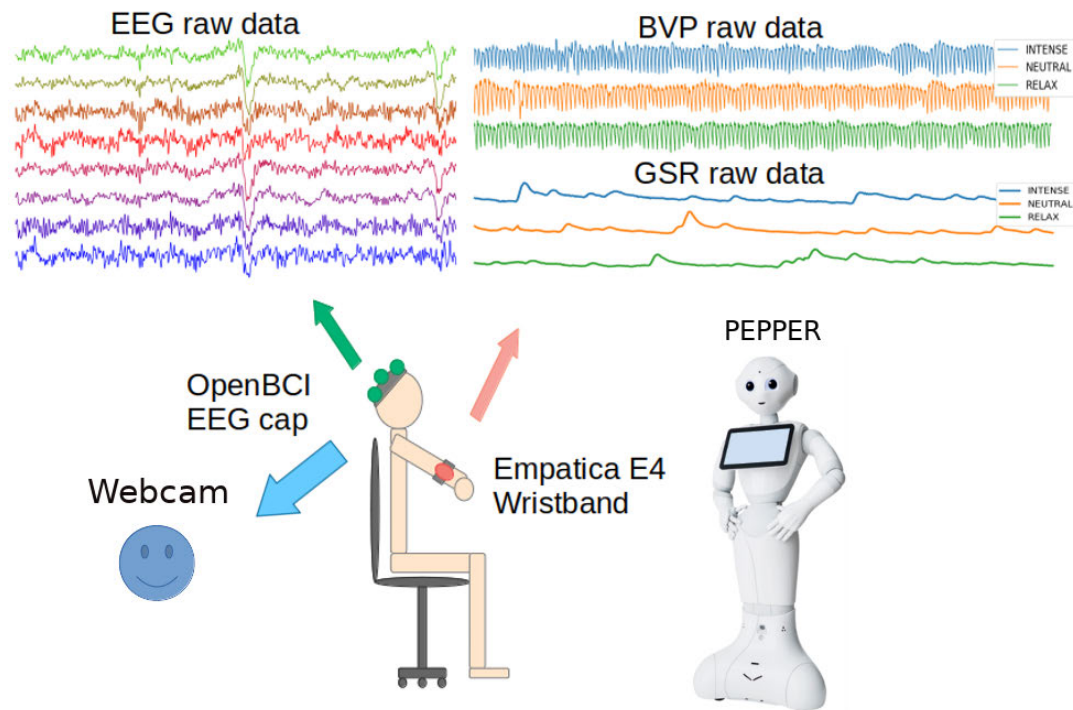 EEG raw data
BVP raw data
INTENSE
NEUTRAL
RELAX
GSR raw data
INTENSE
NEUTRAL
RELAX
PEPPER
OpenBCI
EEG cap
Webcam
Empatica E4
Wristband